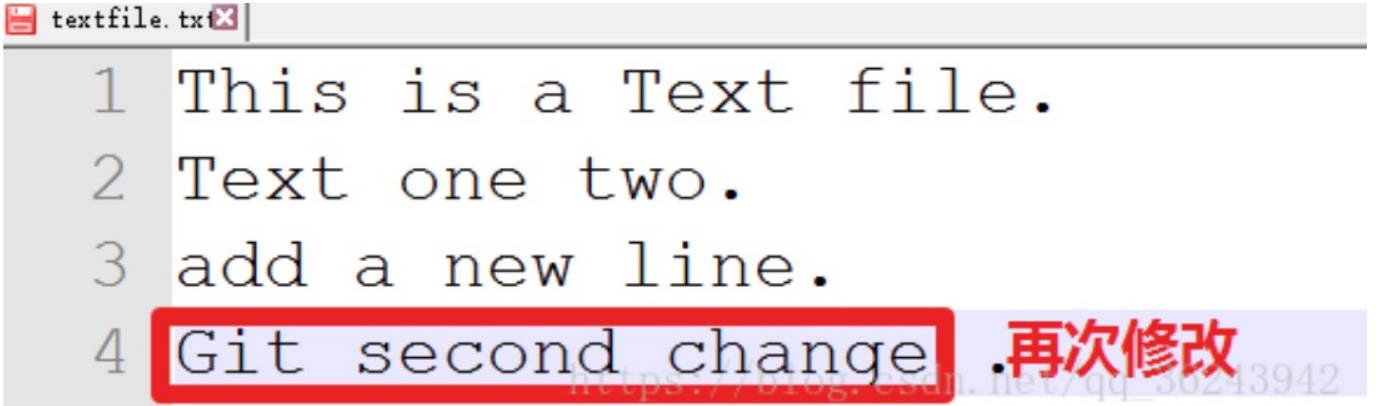 textfile.txt
1 This is a Text file.
2 Text one two.
3 add a new line.
4 Git second change .再次修改
https://blog.csdn.net/qq_36243942